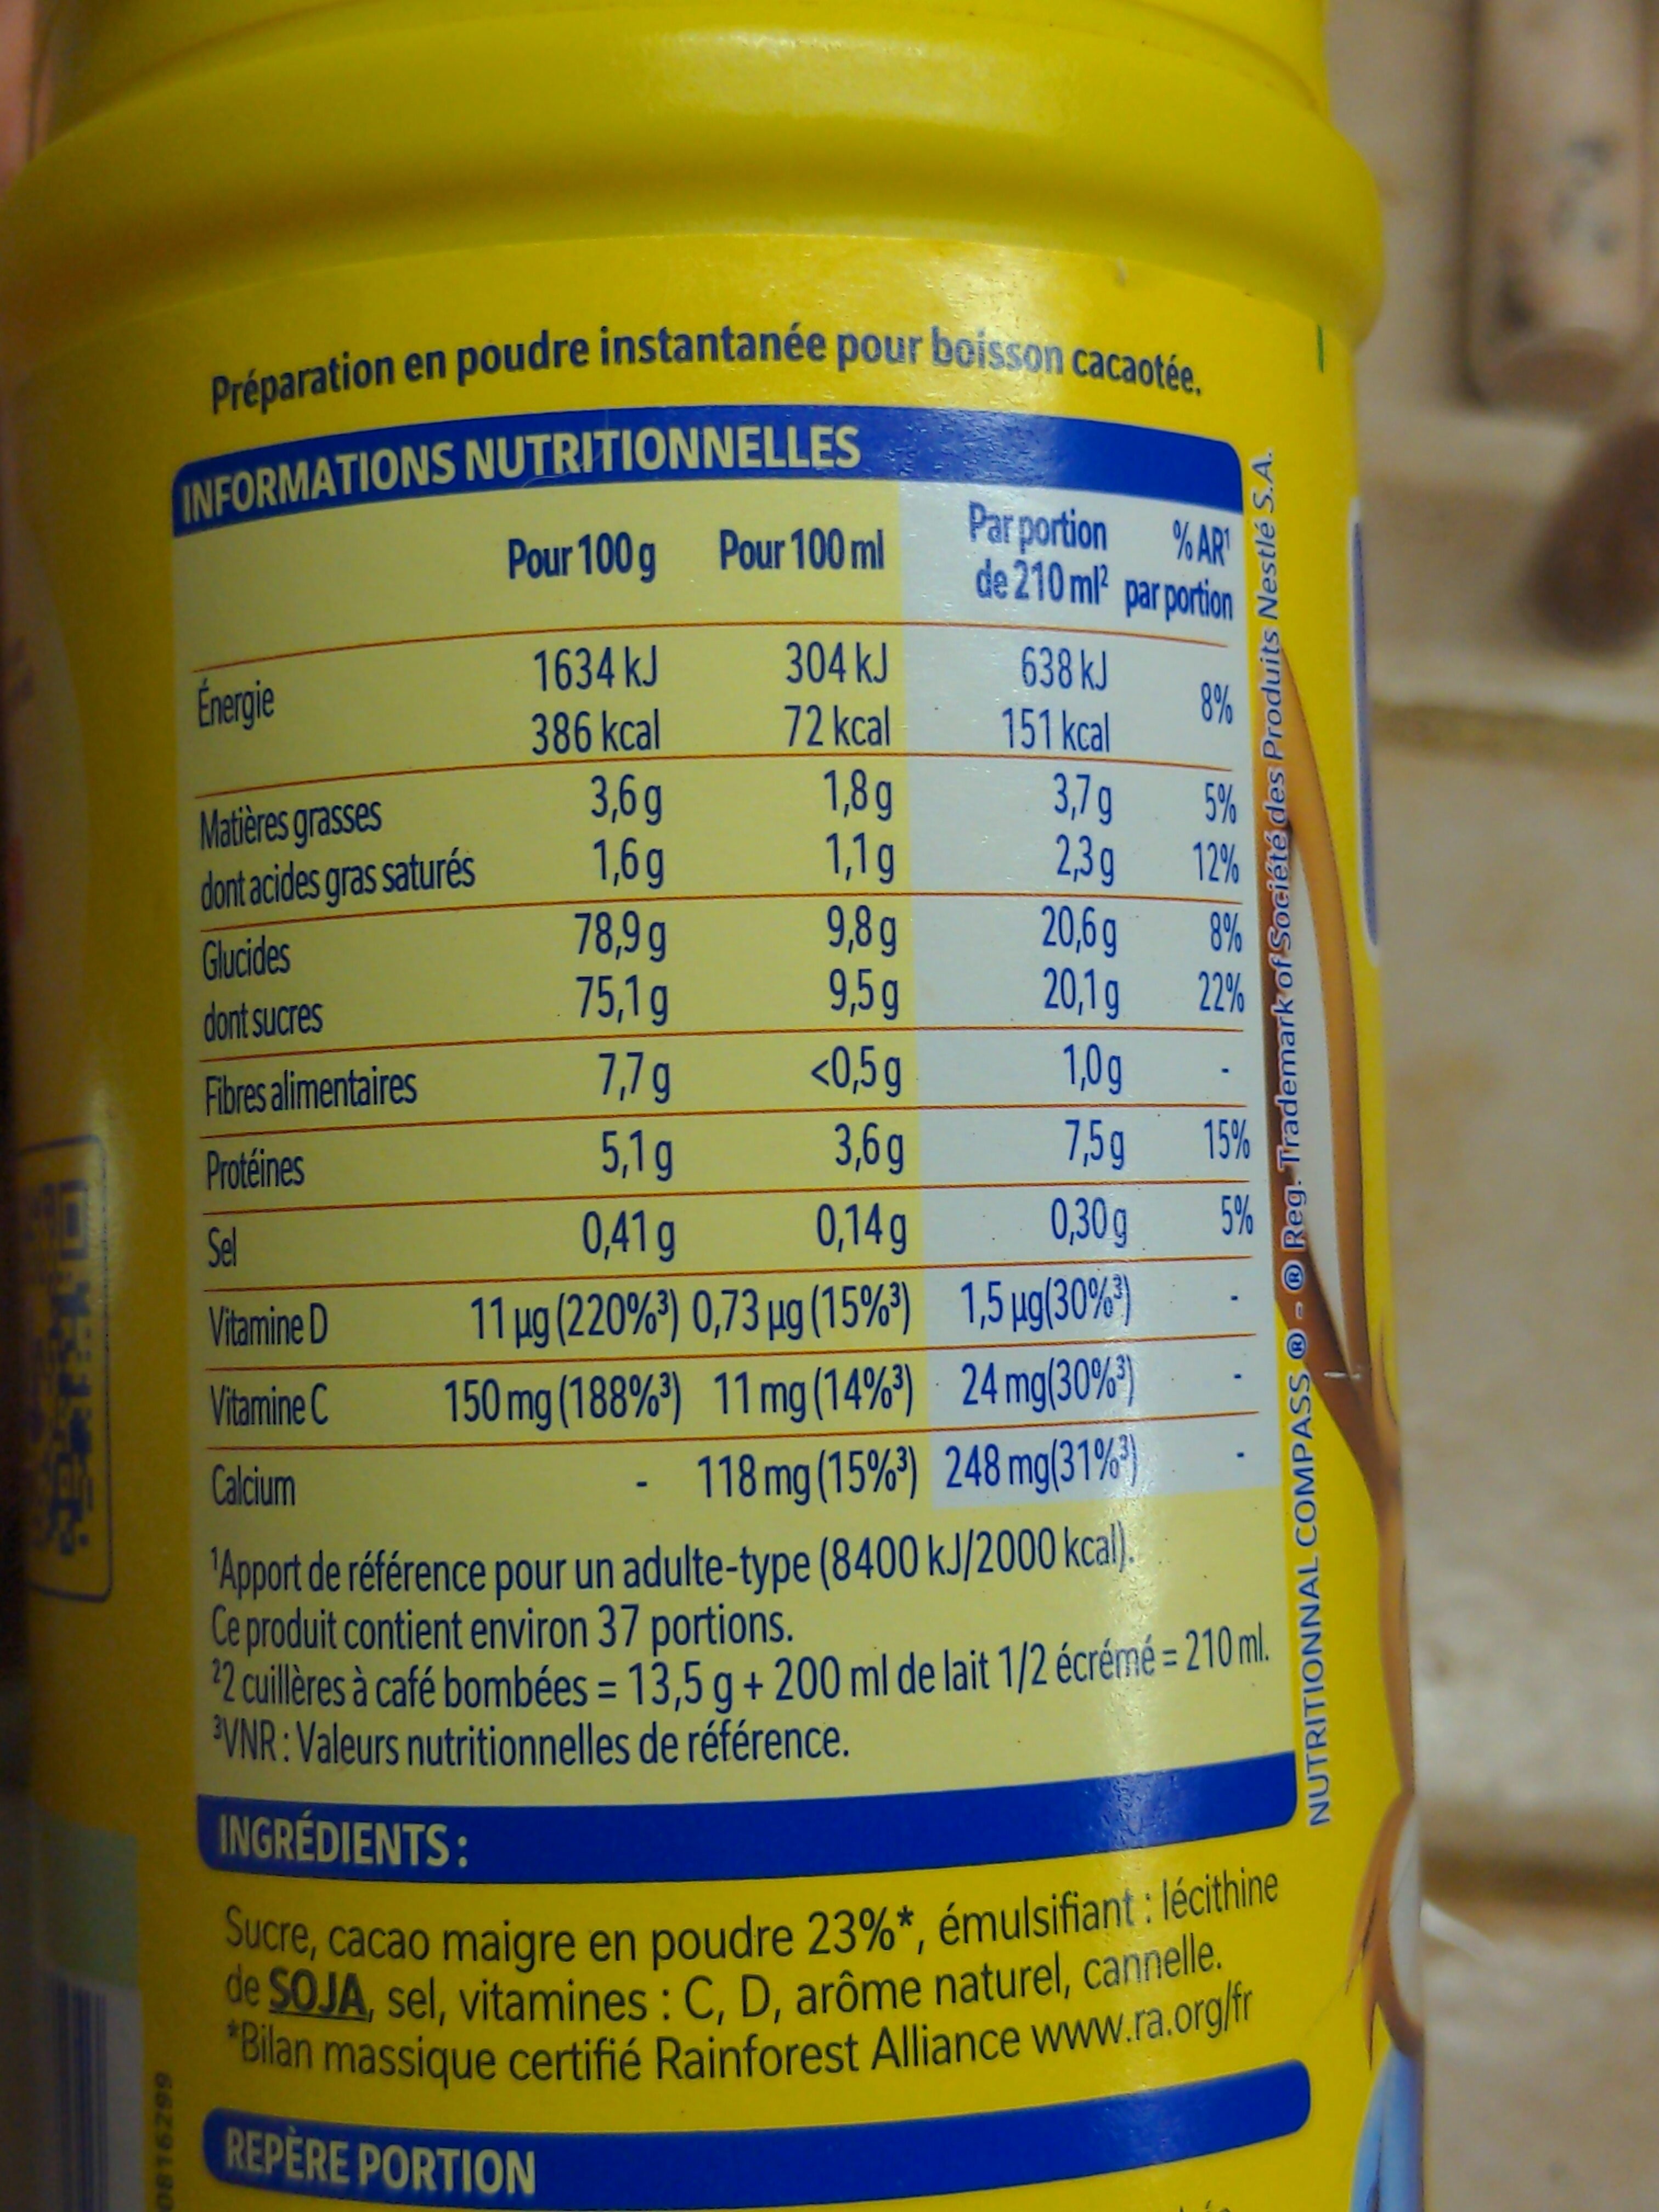 Préparation en poudre instantanée pour boisson cacaotée.
INFORMATIONS NUTRITIONNELLES
Pour 100 g Pour 100 ml Par portion de 210 ml² % AR¹ par portion
Énergie 1634 kJ 304 kJ 638 kJ 8%
386 kcal 72 kcal 151 kcal
Matières grasses 3,6 g 1,8 g 3,7 g 5%
dont acides gras saturés 1,6 g 1,1 g 2,3 g 12%
Glucides 78,9 g 9,8 g 20,6 g 8%
dont sucres 75,1 g 9,5 g 20,1 g 22%
Fibres alimentaires 7,7 g <0,5 g 1,0 g -
Protéines 5,1 g 3,6 g 7,5 g 15%
Sel 0,41 g 0,14 g 0,30 g 5%
Vitamine D 11 µg (220%³) 0,73 µg (15%³) 1,5 µg(30%³) -
Vitamine C 150 mg (188%³) 11 mg (14%³) 24 mg(30%³) -
Calcium - 118 mg (15%³) 248 mg(31%³) -
¹Apport de référence pour un adulte-type (8400 kJ/2000 kcal).
Ce produit contient environ 37 portions.
²2 cuillères à café bombées = 13,5 g + 200 ml de lait 1/2 écrémé = 210 ml.
³VNR : Valeurs nutritionnelles de référence.
INGRÉDIENTS :
Sucre, cacao maigre en poudre 23%*, émulsifiant : lécithine
de SOJA, sel, vitamines : C, D, arôme naturel, cannelle.
*Bilan massique certifié Rainforest Alliance www.ra.org/fr
REPÈRE PORTION
NUTRITIONNAL COMPASS ® - ® Reg. Trademark of Société des Produits Nestlé S.A.
0816299